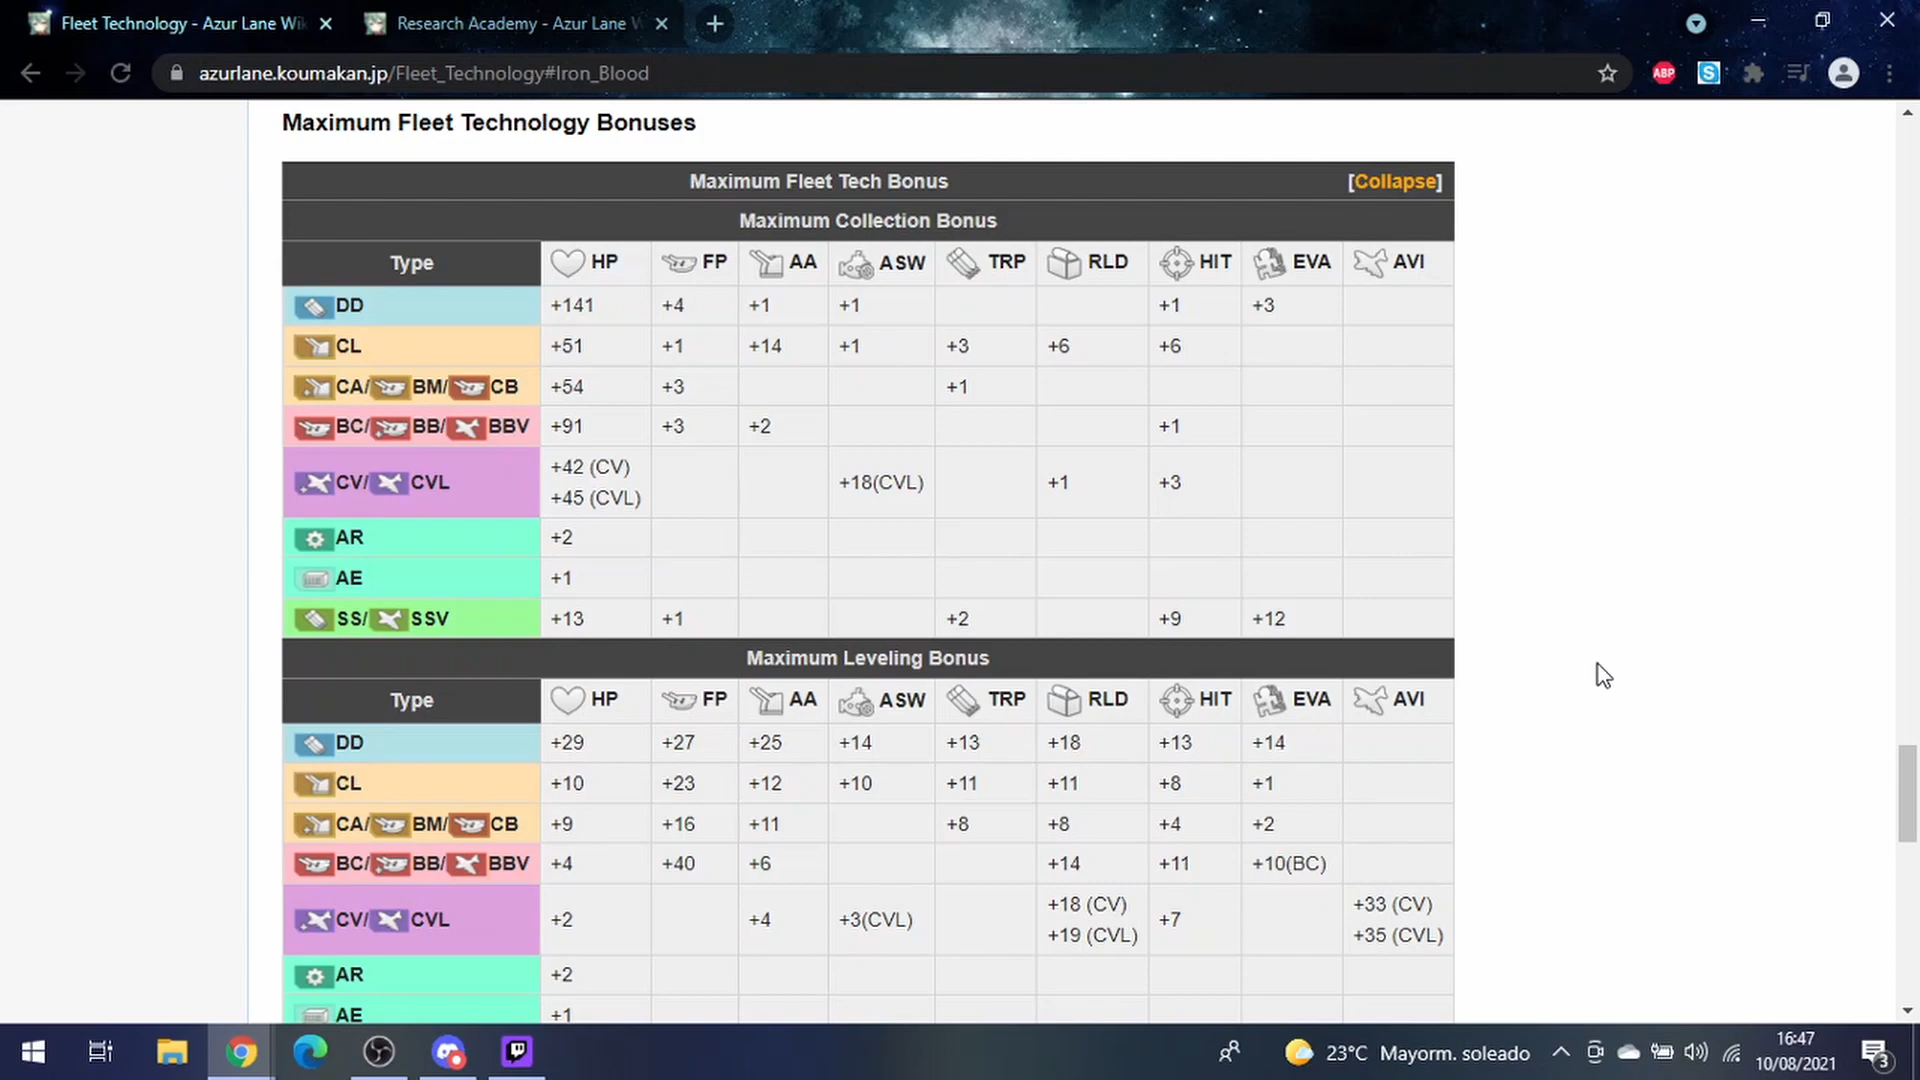 Fleet Technology - Azur Lane Wik
Research Academy - Azur Lane W
azurlane.koumakan.jp/Fleet_Technology#Iron_Blood
ABP
S
Maximum Fleet Technology Bonuses
Maximum Fleet Tech Bonus [Collapse]
Maximum Collection Bonus
Type HP FP AA ASW TRP RLD HIT EVA AVI
DD +141 +4 +1 +1 +1 +3
CL +51 +1 +14 +1 +3 +6 +6
CA/ BM/ CB +54 +3 +1
BC/ BB/ BBV +91 +3 +2 +1
CV/ CVL +42 (CV) +45 (CVL) +18(CVL) +1 +3
AR +2
AE +1
SS/ SSV +13 +1 +2 +9 +12
Maximum Leveling Bonus
Type HP FP AA ASW TRP RLD HIT EVA AVI
DD +29 +27 +25 +14 +13 +18 +13 +14
CL +10 +23 +12 +10 +11 +11 +8 +1
CA/ BM/ CB +9 +16 +11 +8 +8 +4 +2
BC/ BB/ BBV +4 +40 +6 +14 +11 +10(BC)
CV/ CVL +2 +4 +3(CVL) +18 (CV) +19 (CVL) +7 +33 (CV) +35 (CVL)
AR +2
AE +1
23°C Mayorm. soleado
16:47
10/08/2021
3